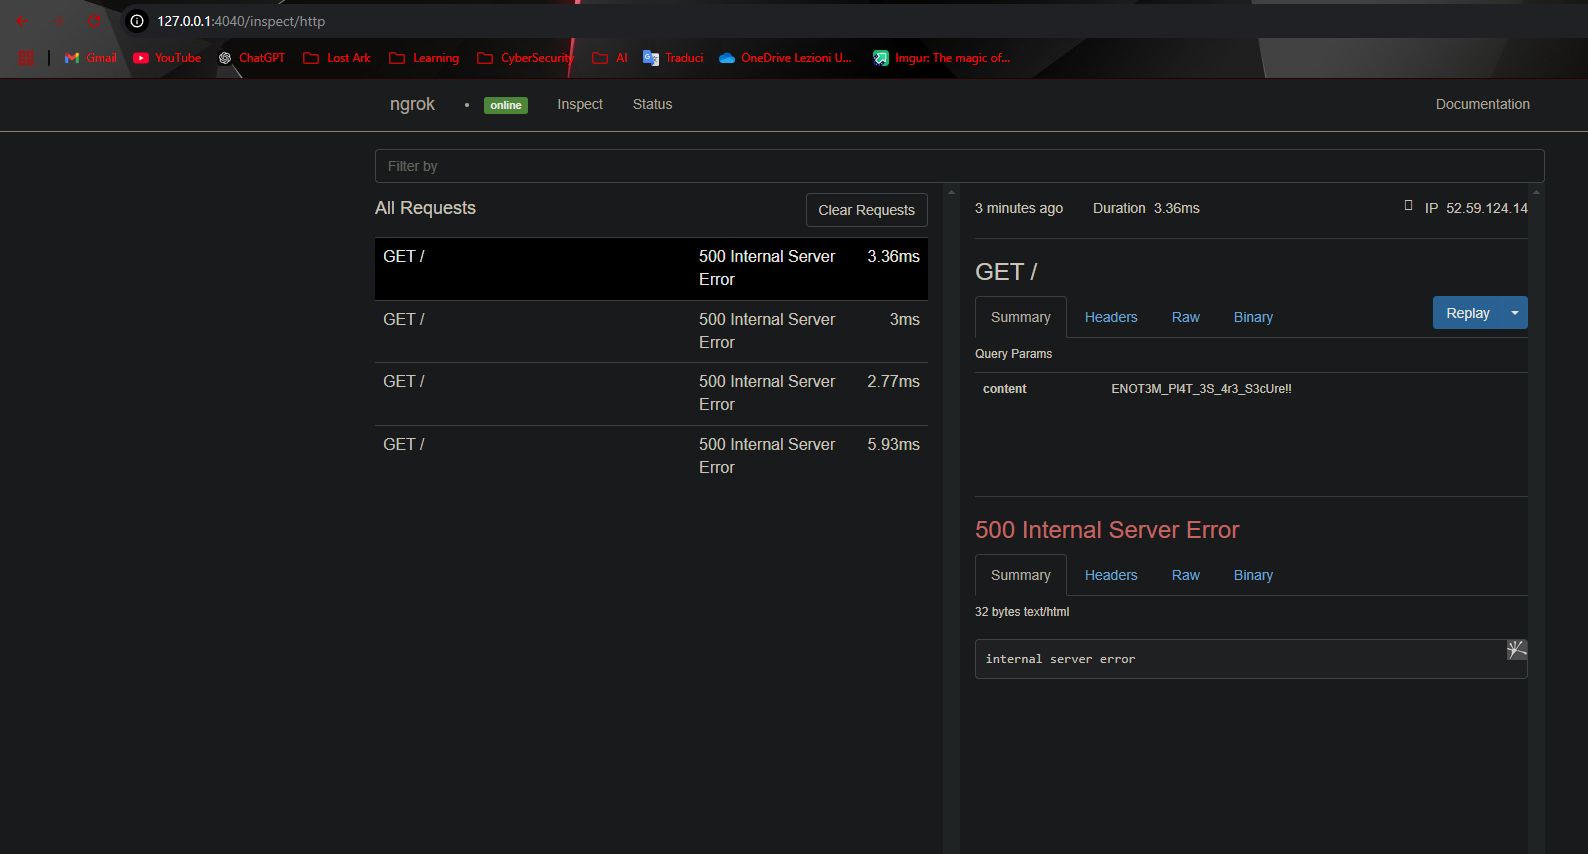 127.0.0.1:4040/inspect/http
Gmail YouTube ChatGPT Lost Ark Learning CyberSecurity AI Traduci OneDrive Lezioni U... Imgur: The magic of...
ngrok • online Inspect Status Documentation
Filter by
All Requests Clear Requests
GET / 500 Internal Server Error 3.36ms
GET / 500 Internal Server Error 3ms
GET / 500 Internal Server Error 2.77ms
GET / 500 Internal Server Error 5.93ms
3 minutes ago Duration 3.36ms IP 52.59.124.14
GET /
Summary Headers Raw Binary Replay
Query Params
content ENOT3M_Pl4T_3S_4r3_S3cUre!!
500 Internal Server Error
Summary Headers Raw Binary
32 bytes text/html
internal server error